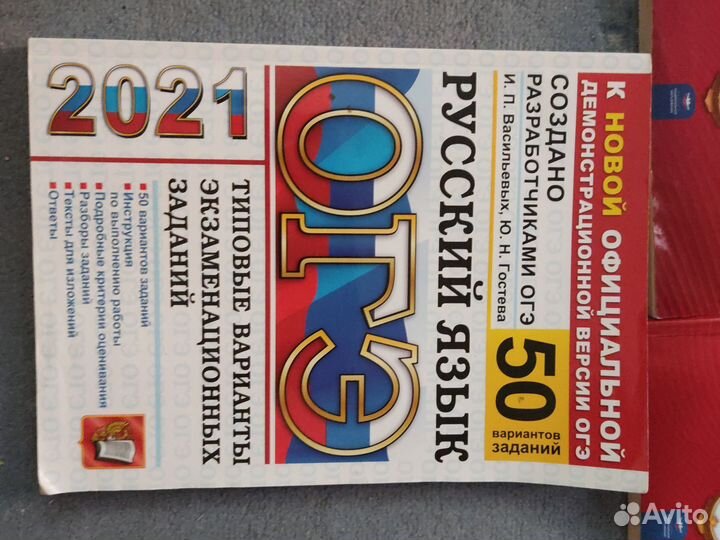 К НОВОЙ ОФИЦИАЛЬНОЙ
ДЕМОНСТРАЦИОННОЙ ВЕРСИИ ОГЭ
СОЗДАНО
РАЗРАБОТЧИКАМИ ОГЭ
И. П. Васильевых, Ю. Н. Гостева
50
вариантов
заданий
РУССКИЙ ЯЗЫК
ОГЭ
2021
ТИПОВЫЕ ВАРИАНТЫ
ЭКЗАМЕНАЦИОННЫХ
ЗАДАНИЙ
50 вариантов заданий
Инструкция
по выполнению работы
Подробные критерии оценивания
Разборы заданий
Тексты для изложений
Ответы
Avito